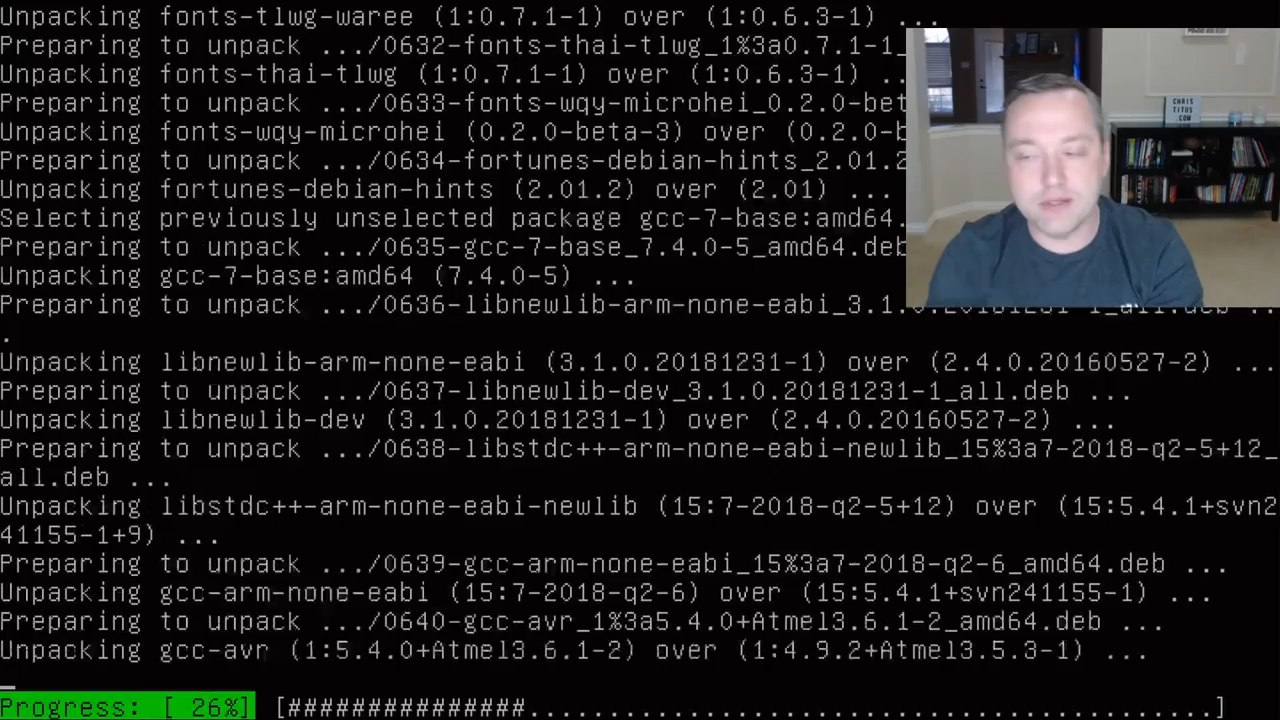 Unpacking fonts-tlwg-waree (1:0.7.1-1) over (1:0.6.3-1) ...
Preparing to unpack .../0632-fonts-thai-tlwg_1%3a0.7.1-1_
Unpacking fonts-thai-tlwg (1:0.7.1-1) over (1:0.6.3-1) ..
Preparing to unpack .../0633-fonts-wqy-microhei_0.2.0-bet
Unpacking fonts-wqy-microhei (0.2.0-beta-3) over (0.2.0-b
Preparing to unpack .../0634-fortunes-debian-hints_2.01.2
Unpacking fortunes-debian-hints (2.01.2) over (2.01) ...
Selecting previously unselected package gcc-7-base:amd64.
Preparing to unpack .../0635-gcc-7-base_7.4.0-5_amd64.deb
Unpacking gcc-7-base:amd64 (7.4.0-5) ...
Preparing to unpack .../0636-libnewlib-arm-none-eabi_3.1.0.20181231-1_all.deb ..
.
Unpacking libnewlib-arm-none-eabi (3.1.0.20181231-1) over (2.4.0.20160527-2) ...
Preparing to unpack .../0637-libnewlib-dev_3.1.0.20181231-1_all.deb ...
Unpacking libnewlib-dev (3.1.0.20181231-1) over (2.4.0.20160527-2) ...
Preparing to unpack .../0638-libstdc++-arm-none-eabi-newlib_15%3a7-2018-q2-5+12_
all.deb ...
Unpacking libstdc++-arm-none-eabi-newlib (15:7-2018-q2-5+12) over (15:5.4.1+svn2
41155-1+9) ...
Preparing to unpack .../0639-gcc-arm-none-eabi_15%3a7-2018-q2-6_amd64.deb ...
Unpacking gcc-arm-none-eabi (15:7-2018-q2-6) over (15:5.4.1+svn241155-1) ...
Preparing to unpack .../0640-gcc-avr_1%3a5.4.0+Atmel3.6.1-2_amd64.deb ...
Unpacking gcc-avr (1:5.4.0+Atmel3.6.1-2) over (1:4.9.2+Atmel3.5.3-1) ...
Progress: [ 26%] [###############............................................]
CHRIS
TITUS
.COM